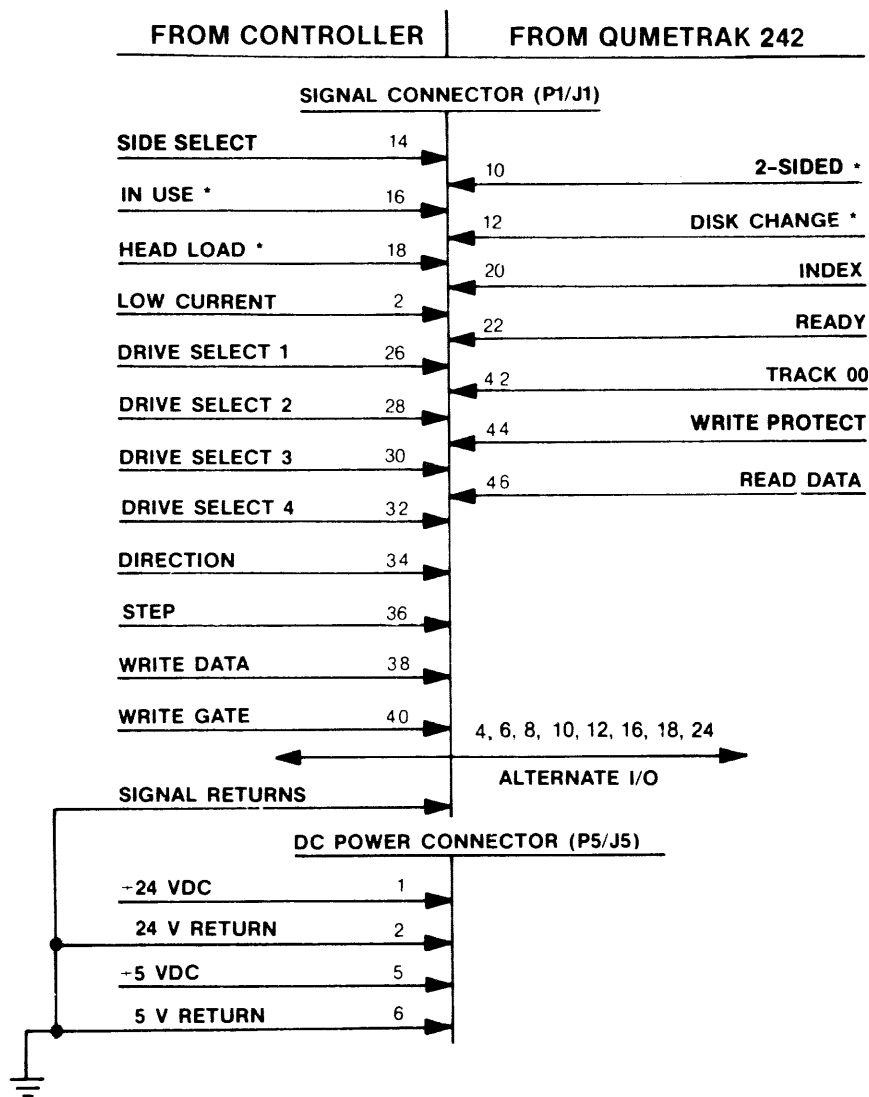 FROM CONTROLLER FROM QUMETRAK 242
SIGNAL CONNECTOR (P1/J1)
SIDE SELECT 14
10 2-SIDED *
IN USE * 16
12 DISK CHANGE *
HEAD LOAD * 18
20 INDEX
LOW CURRENT 2
22 READY
DRIVE SELECT 1 26
42 TRACK 00
DRIVE SELECT 2 28
44 WRITE PROTECT
DRIVE SELECT 3 30
46 READ DATA
DRIVE SELECT 4 32
DIRECTION 34
STEP 36
WRITE DATA 38
WRITE GATE 40
4, 6, 8, 10, 12, 16, 18, 24
ALTERNATE I/O
SIGNAL RETURNS
DC POWER CONNECTOR (P5/J5)
+24 VDC 1
24 V RETURN 2
+5 VDC 5
5 V RETURN 6